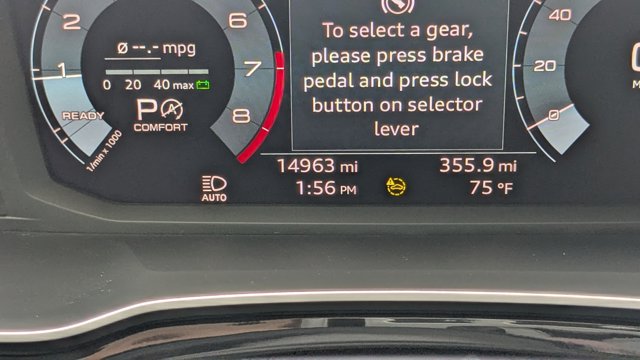 2
1
READY
1/min x 1000
Ø --.- mpg
0 20 40 max
P A
COMFORT
6
7
8
To select a gear,
please press brake
pedal and press lock
button on selector
lever
40
20
0
14963 mi
355.9 mi
AUTO
1:56 PM
75 °F